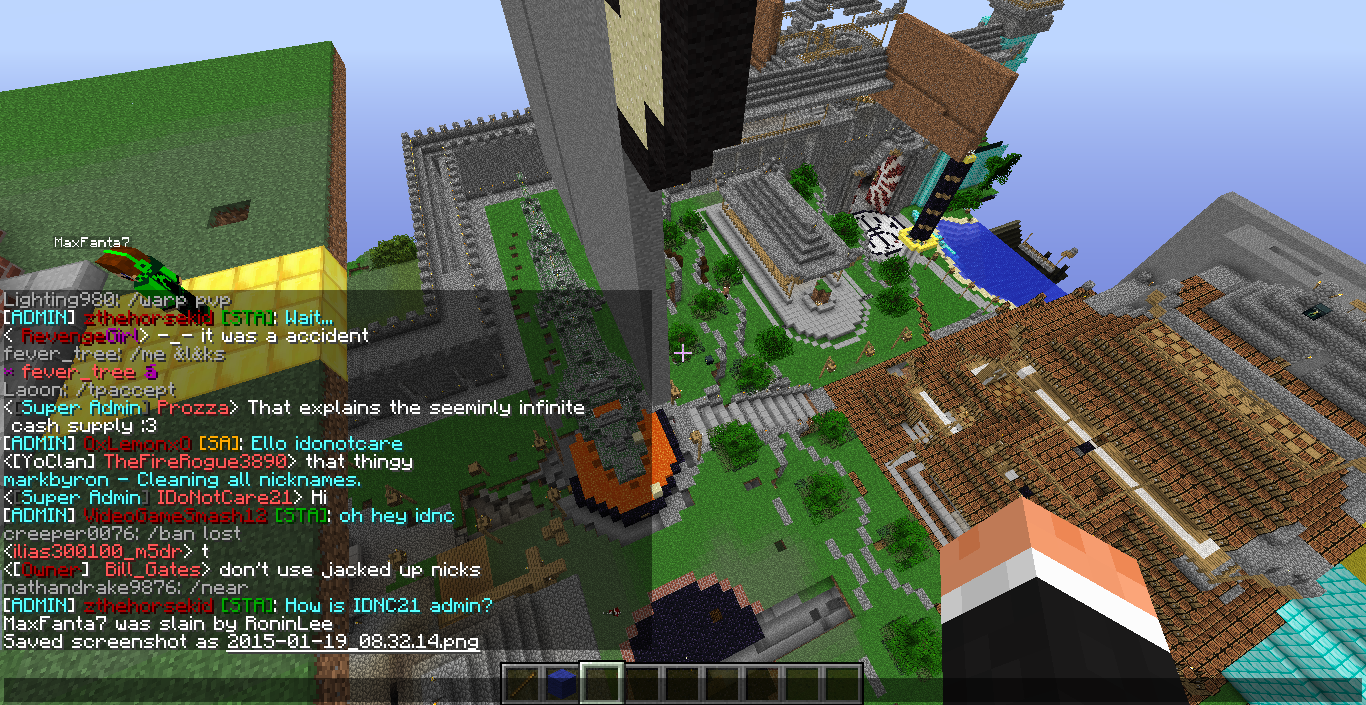 MaxFanta7
Lighting980: /warp pvp
[ADMIN] zthehorsekid [STA]: Wait...
< RevengeGirl> -_- it was a accident
fever_tree: /me &l&ks
* fever_tree
Laoon: /tpaccept
<[Super Admin] Prozza> That explains the seeminly infinite
cash supply :3
[ADMIN] 0xLemonx0 [SA]: Ello idonotcare
<[YoClan] TheFireRogue3890> that thingy
markbyron - Cleaning all nicknames.
<[Super Admin] IDoNotCare21> Hi
[ADMIN] VideoGameSmash12 [STA]: oh hey idnc
creeper0076: /ban lost
<ilias300100_m5dr> t
<[Owner] Bill_Gates> don't use jacked up nicks
nathandrake9876: /near
[ADMIN] zthehorsekid [STA]: How is IDNC21 admin?
MaxFanta7 was slain by RoninLee
Saved screenshot as 2015-01-19_08.32.14.png